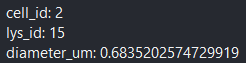 cell_id: 2
lys_id: 15
diameter_um: 0.6835202574729919